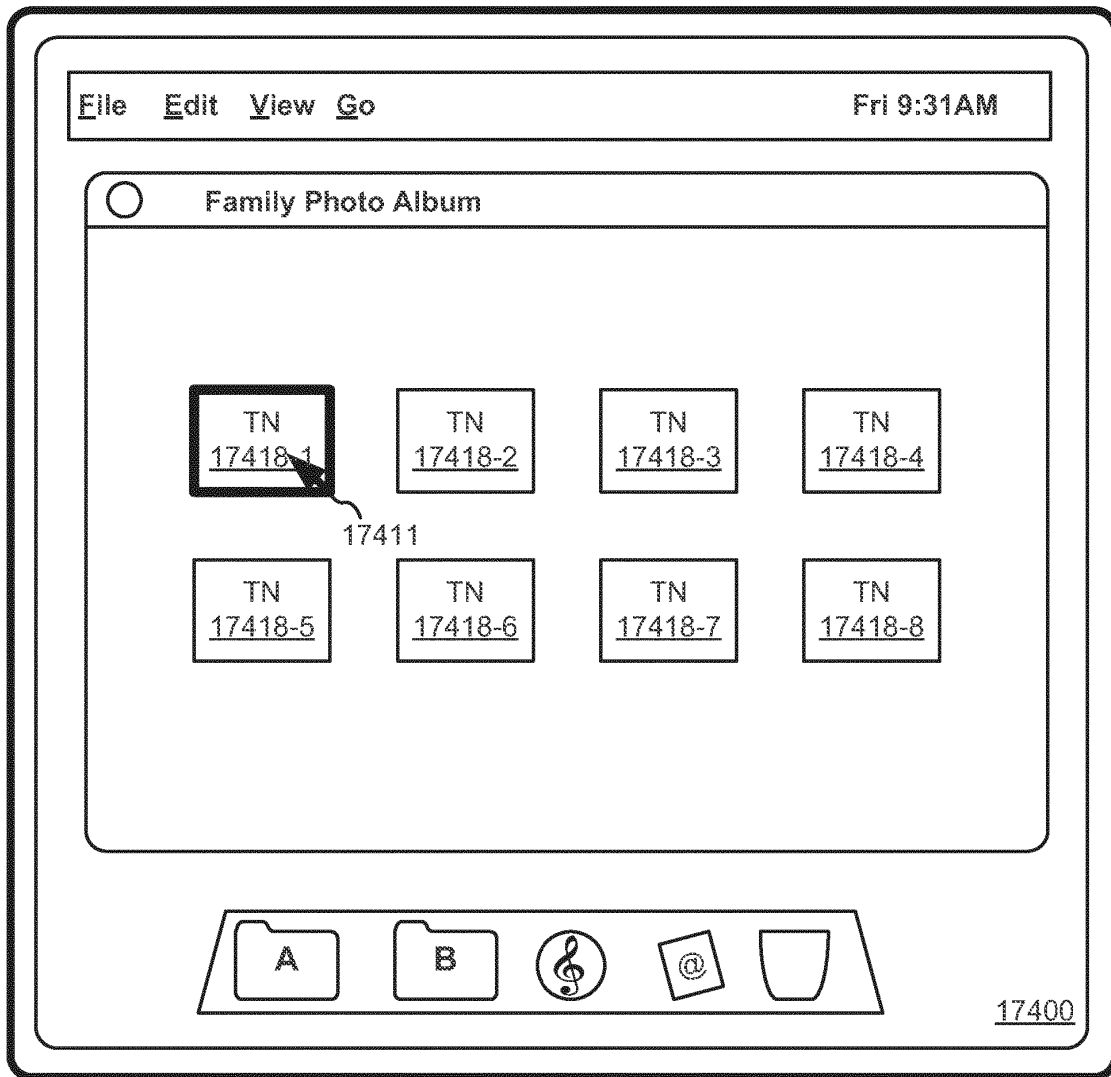 File Edit View Go Fri 9:31AM
Family Photo Album
TN TN TN TN
17418-1 17418-2 17418-3 17418-4
17411
TN TN TN TN
17418-5 17418-6 17418-7 17418-8
A B @
17400